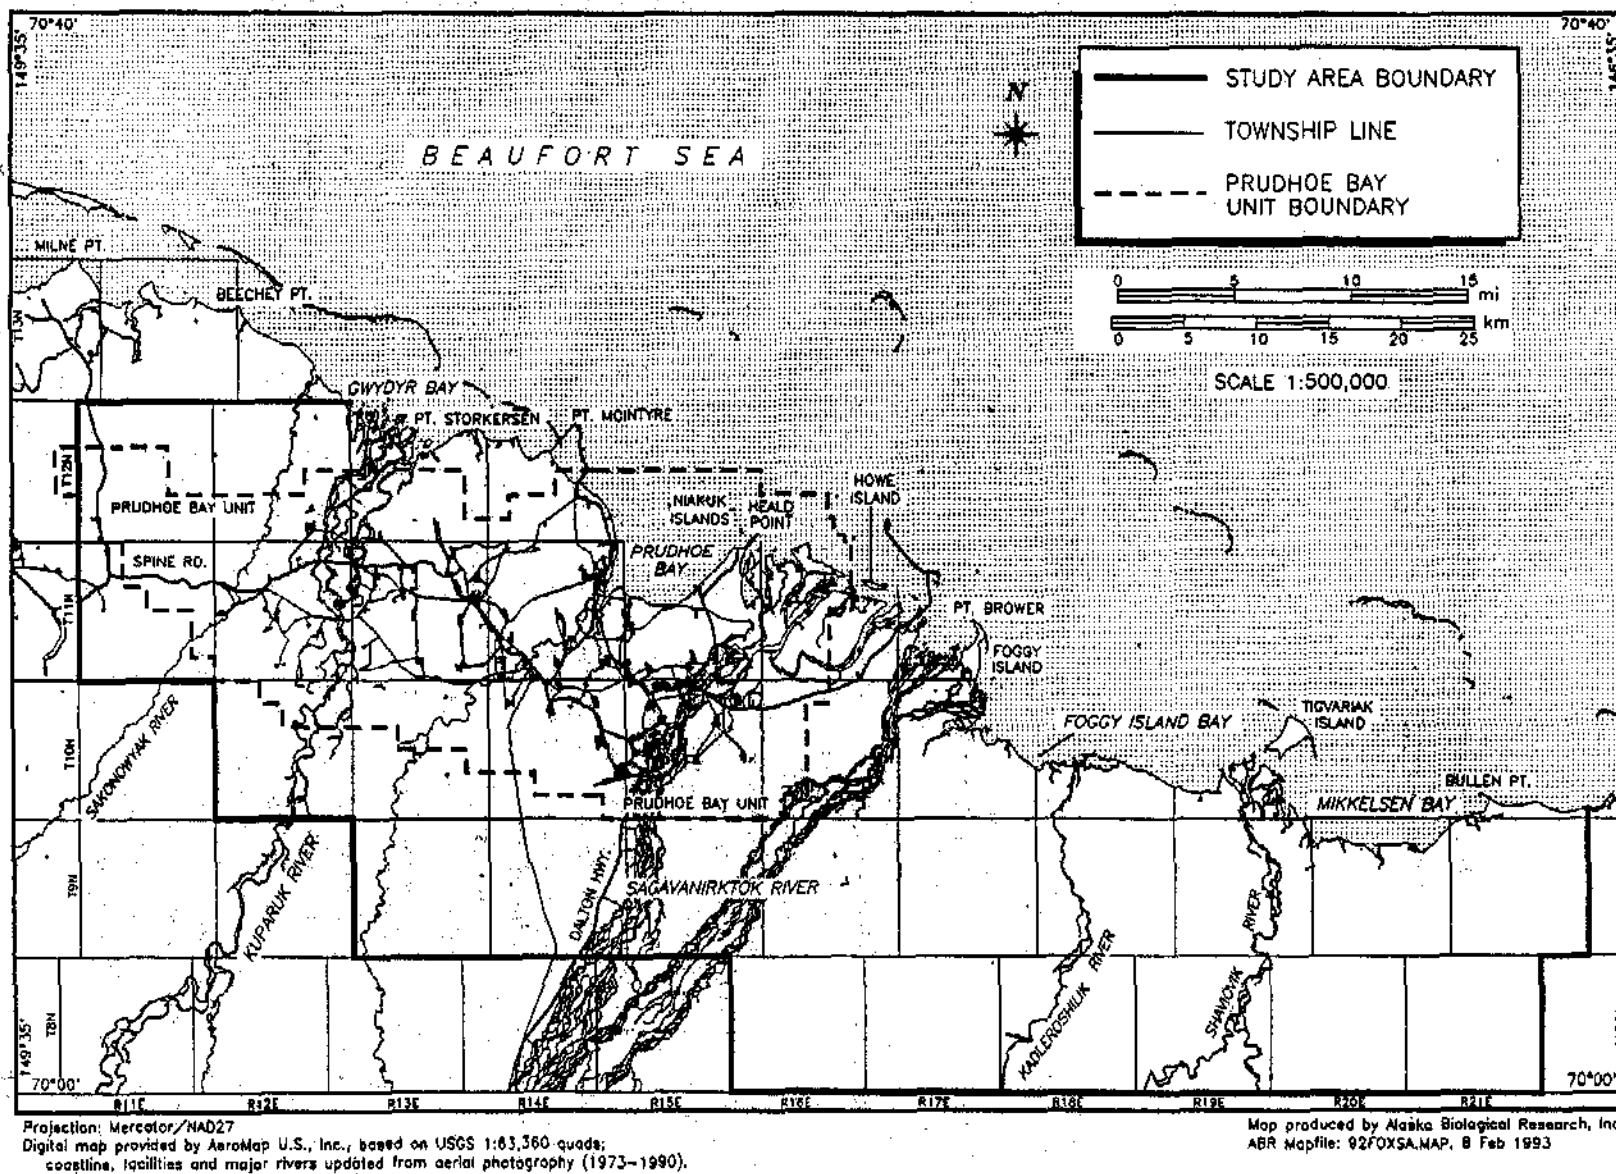 70°40'
70°40'
149°35'
146°35'
N
STUDY AREA BOUNDARY
TOWNSHIP LINE
PRUDHOE BAY
UNIT BOUNDARY
BEAUFORT SEA
MILNE PT.
BEECHEY PT.
0 5 10 15
mi
km
0 5 10 15 20 25
SCALE 1:500,000
T13N
GWYDYR BAY
PT. STORKERSEN
PT. MCINTYRE
T12N
PRUDHOE BAY UNIT
NIAKUK
ISLANDS
HEALD
POINT
HOWE
ISLAND
SPINE RD.
PRUDHOE
BAY
T11N
PT. BROWER
FOGGY
ISLAND
SAKONOWYAK RIVER
T10N
FOGGY ISLAND BAY
TIGVARIAK
ISLAND
BULLEN PT.
MIKKELSEN BAY
PRUDHOE BAY UNIT
T9N
KUPARUK RIVER
DALTON HWY.
SAGAVANIRKTOK RIVER
KADLEROSHILIK
RIVER
SHAVIOVIK
RIVER
T8N
149°35'
70°00'
70°00'
R11E R12E R13E R14E R15E R16E R17E R18E R19E R20E R21E
Projection: Mercator/NAD27
Digital map provided by AeroMap U.S., Inc., based on USGS 1:63,360 quads;
coastline, facilities and major rivers updated from aerial photography (1973-1990).
Map produced by Alaska Biological Research, Inc
ABR Mapfile: 92FOXSA.MAP, 8 Feb 1993